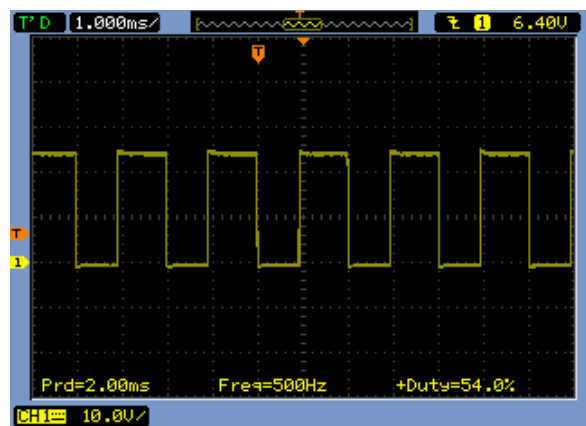 T'D 1.000ms/ T 1 6.40V
T
T
1
Prd=2.00ms Freq=500Hz +Duty=54.0%
CH1 10.0V/